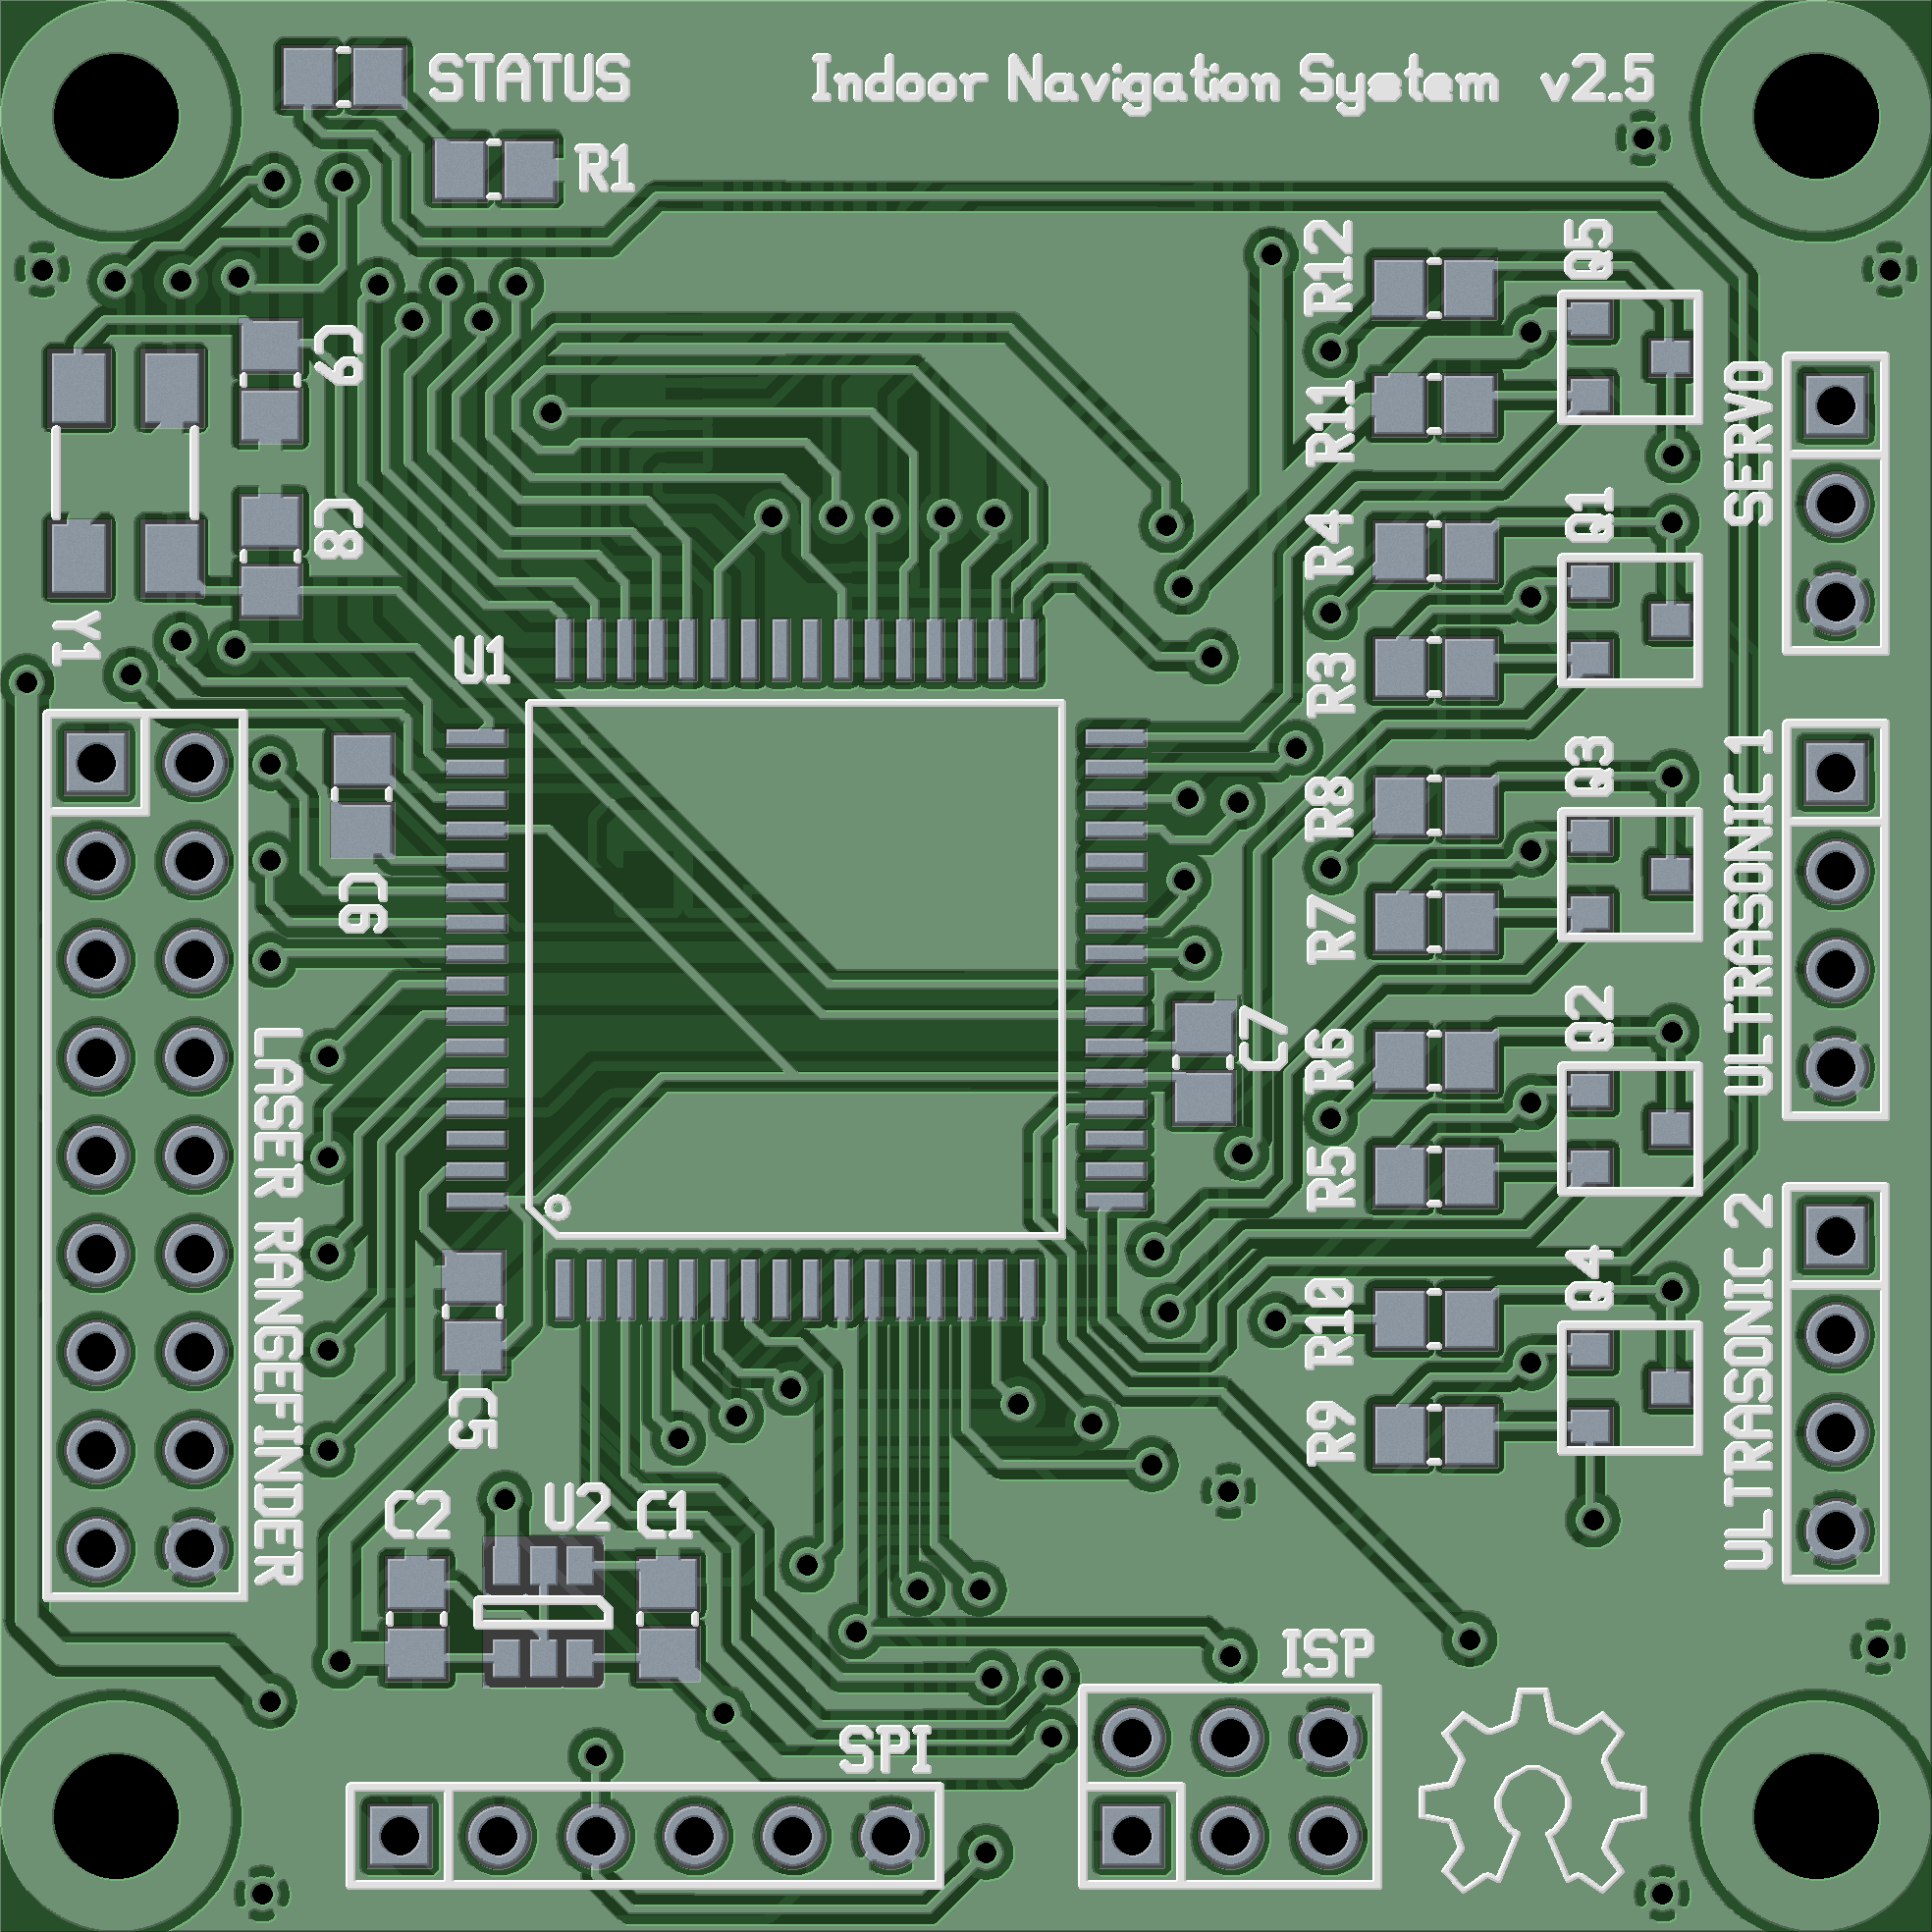 STATUS
Indoor Navigation System v2.5
R1
R12
Q5
C9
SERVO
R11
C8
Q1
R4
Y1
U1
R3
ULTRASONIC 1
Q3
R8
C6
R7
Q2
C7
R6
LASER RANGEFINDER
R5
ULTRASONIC 2
Q4
R10
C5
R9
C2
U2
C1
ISP
SPI